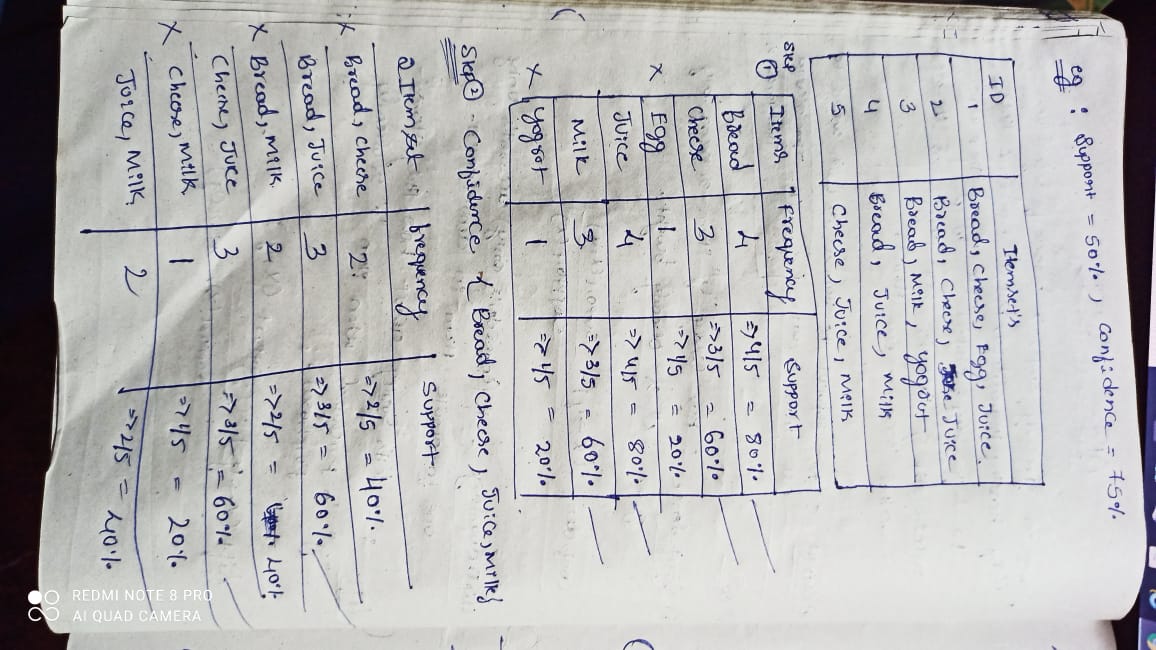 eg : Support = 50%, Confidence = 75%
ID Itemset's
1 Bread, Cheese, Egg, Juice.
2 Bread, Cheese, Juice
3 Bread, Milk, Yogurt
4 Bread, Juice, Milk
5 Cheese, Juice, Milk
Step ① Items Frequency Support
Bread 4 => 4/5 = 80%
Cheese 3 => 3/5 = 60%
X Egg 1 => 1/5 = 20%
Juice 4 => 4/5 = 80%
Milk 3 => 3/5 = 60%
X Yogort 1 => 1/5 = 20%
Step ② - Confidence { Bread, Cheese, Juice, Milk}
2 Itemset frequency Support
X Bread, Cheese 2 => 2/5 = 40%
Bread, Juice 3 => 3/5 = 60%
X Bread, Milk 2 => 2/5 = 40%
Cheese, Juce 3 => 3/5 = 60%
X Cheese, Milk 1 => 1/5 = 20%
Juice, Milk 2 => 2/5 = 40%
REDMI NOTE 8 PRO
AI QUAD CAMERA